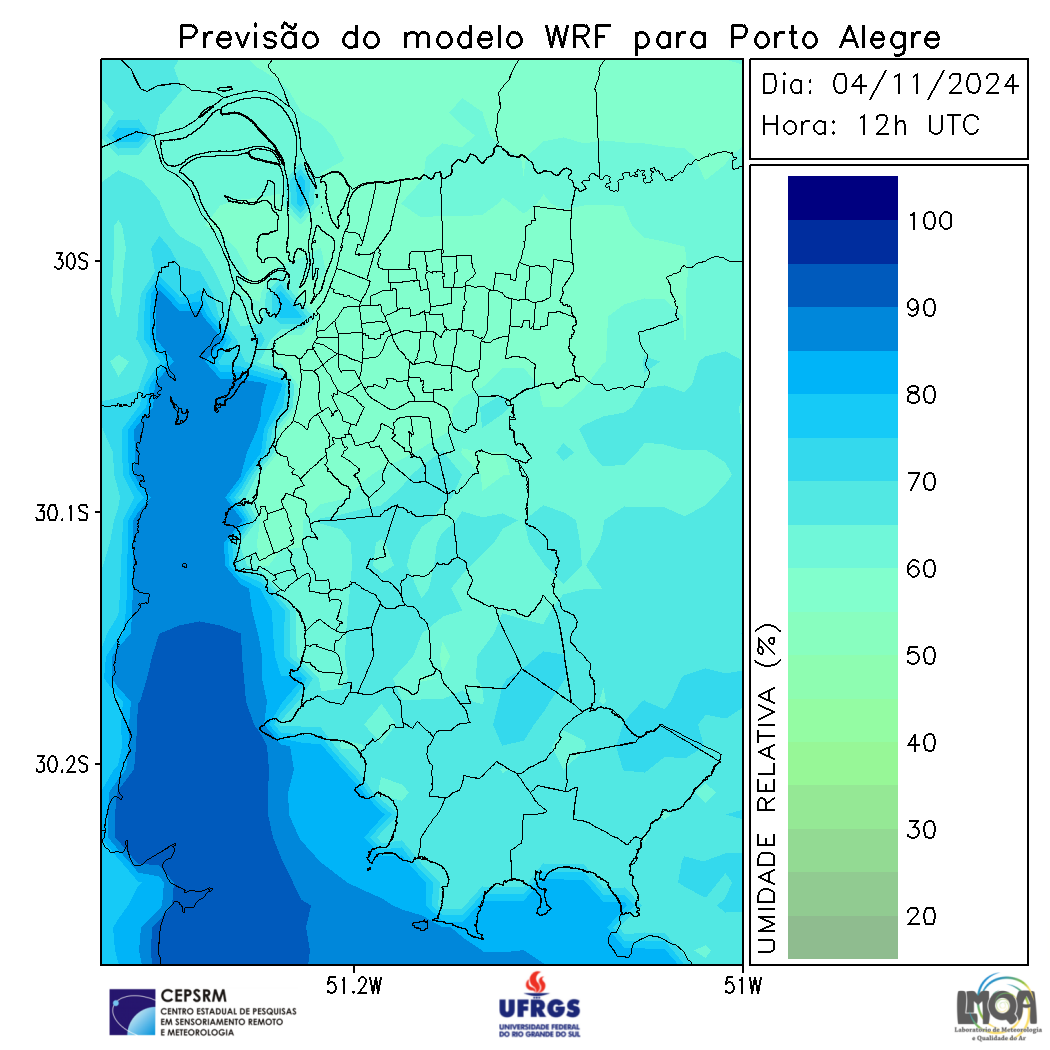 Previsão do modelo WRF para Porto Alegre
Dia: 04/11/2024
Hora: 12h UTC
30S
30.1S
30.2S
51.2W
51W
100
90
80
70
60
50
40
30
20
UMIDADE RELATIVA (%)
CEPSRM
CENTRO ESTADUAL DE PESQUISAS
EM SENSORIAMENTO REMOTO
E METEOROLOGIA
UFRGS
UNIVERSIDADE FEDERAL
DO RIO GRANDE DO SUL
LMQA
Laboratório de Meteorologia
e Qualidade do Ar